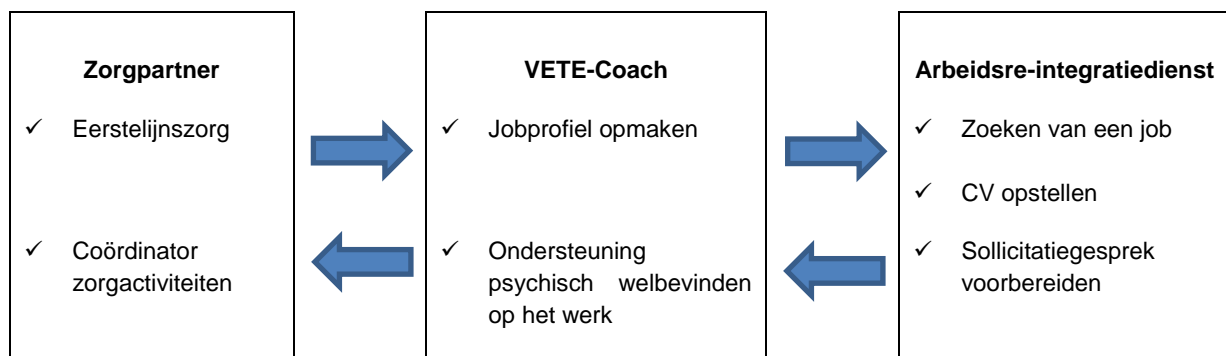 Zorgpartner
✓ Eerstelijnszorg
✓ Coördinator
zorgactiviteiten
VETE-Coach
✓ Jobprofiel opmaken
✓ Ondersteuning
psychisch welbevinden
op het werk
Arbeidsre-integratiedienst
✓ Zoeken van een job
✓ CV opstellen
✓ Sollicitatiegesprek
voorbereiden